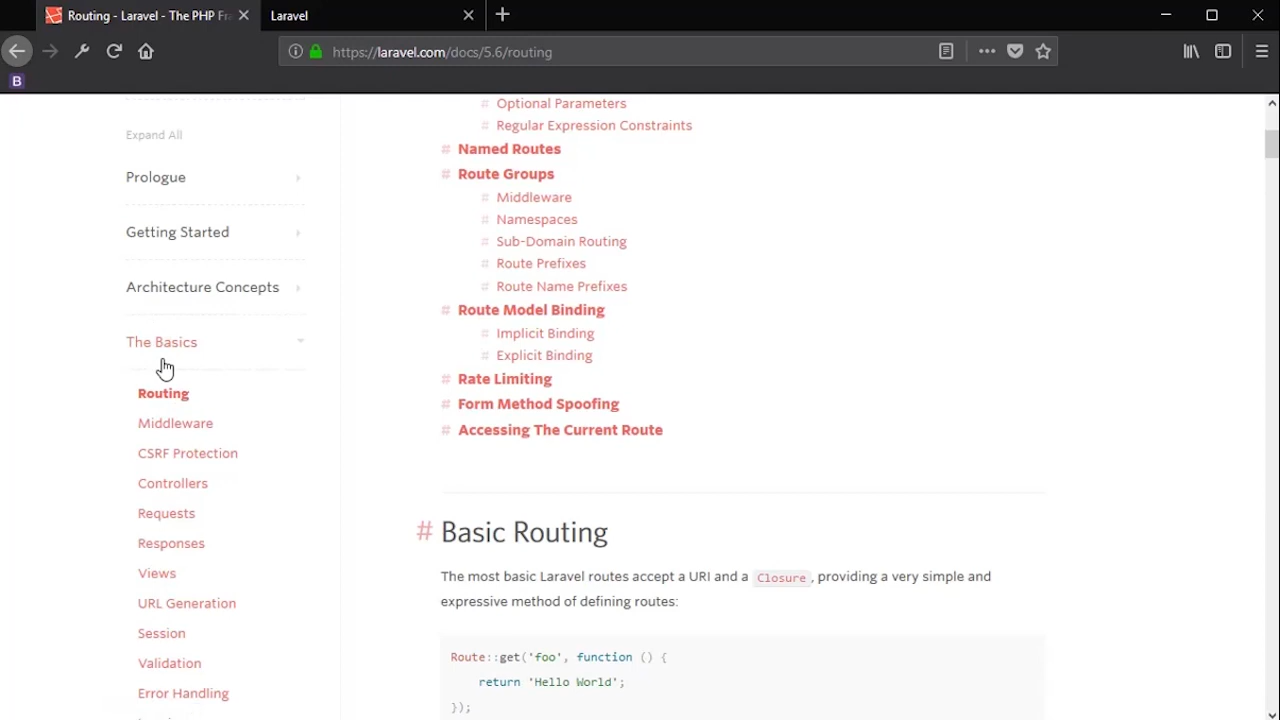 Routing - Laravel - The PHP Fra
Laravel
https://laravel.com/docs/5.6/routing
B
Expand All
Prologue
Getting Started
Architecture Concepts
The Basics
Routing
Middleware
CSRF Protection
Controllers
Requests
Responses
Views
URL Generation
Session
Validation
Error Handling
# Optional Parameters
# Regular Expression Constraints
# Named Routes
# Route Groups
# Middleware
# Namespaces
# Sub-Domain Routing
# Route Prefixes
# Route Name Prefixes
# Route Model Binding
# Implicit Binding
# Explicit Binding
# Rate Limiting
# Form Method Spoofing
# Accessing The Current Route
# Basic Routing
The most basic Laravel routes accept a URI and a Closure, providing a very simple and
expressive method of defining routes:
Route::get('foo', function () {
return 'Hello World';
});